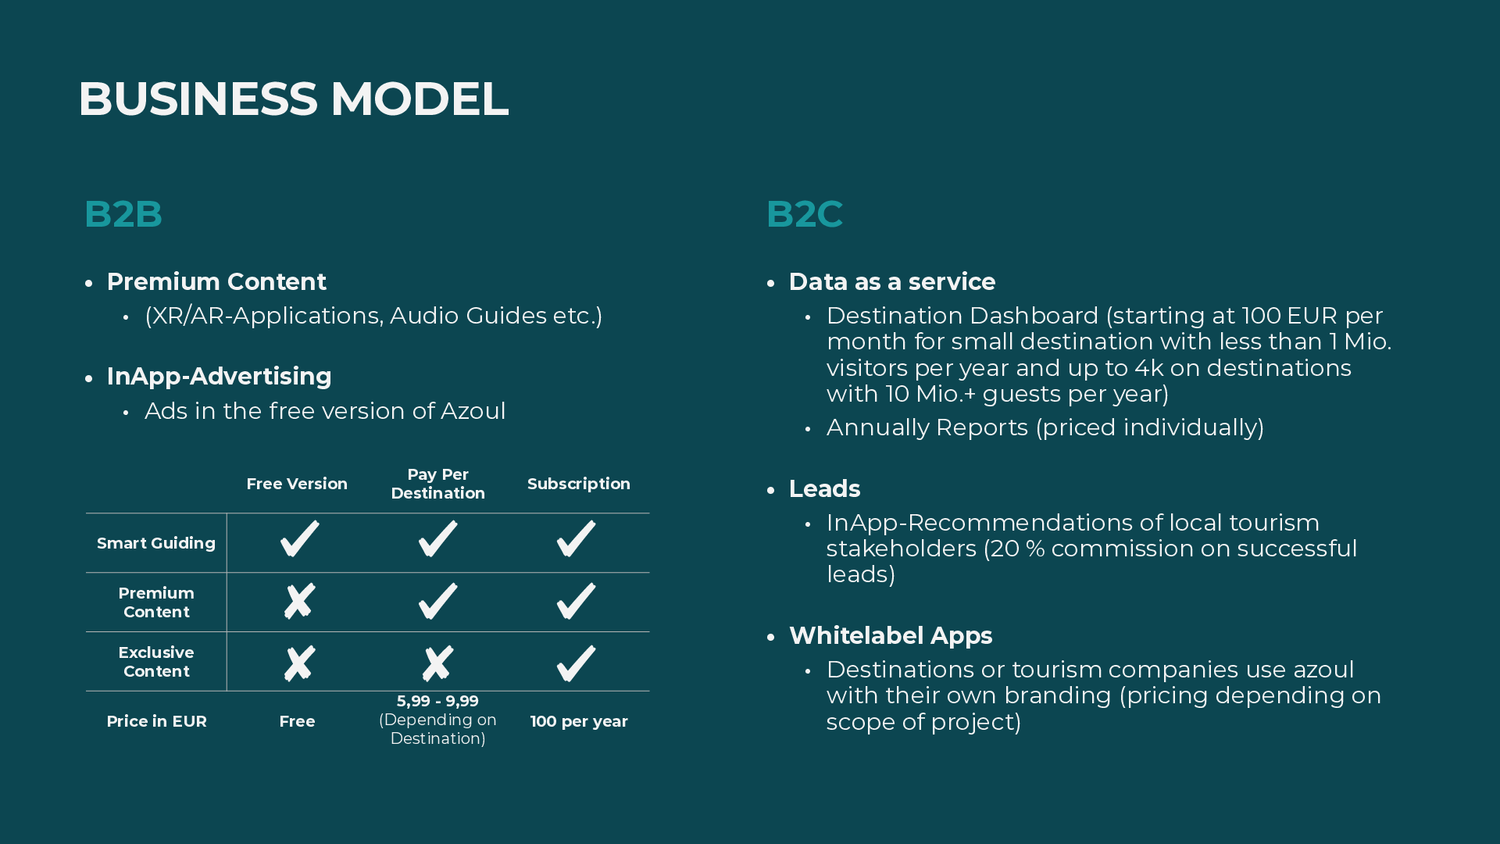 BUSINESS MODEL
B2B
• Premium Content
• (XR/AR-Applications, Audio Guides etc.)
• InApp-Advertising
• Ads in the free version of Azoul
Free Version
Pay Per
Destination
Subscription
Smart Guiding ✔ ✔ ✔
Premium
Content
✘ ✔ ✔
Exclusive
Content
✘ ✘ ✔
Price in EUR
Free
5,99 - 9,99
(Depending on
Destination)
100 per year
B2C
• Data as a service
• Destination Dashboard (starting at 100 EUR per
month for small destination with less than 1 Mio.
visitors per year and up to 4k on destinations
with 10 Mio.+ guests per year)
• Annually Reports (priced individually)
• Leads
• InApp-Recommendations of local tourism
stakeholders (20 % commission on successful
leads)
• Whitelabel Apps
• Destinations or tourism companies use azoul
with their own branding (pricing depending on
scope of project)